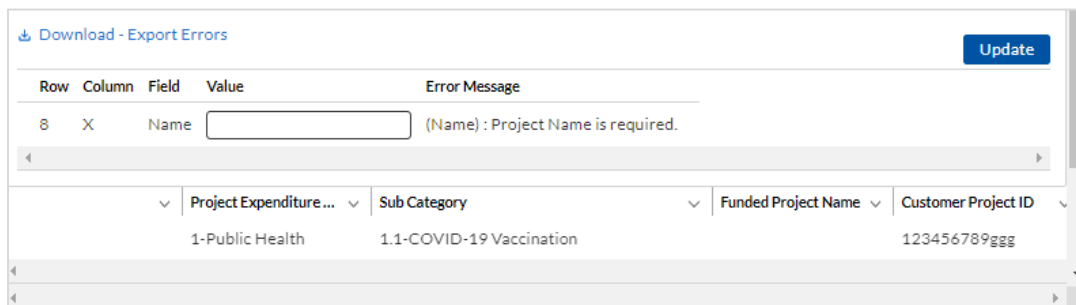 Download - Export Errors
Update
Row Column Field Value Error Message
8 X Name (Name) : Project Name is required.
Project Expenditure ... Sub Category Funded Project Name Customer Project ID
1-Public Health 1.1-COVID-19 Vaccination 123456789ggg